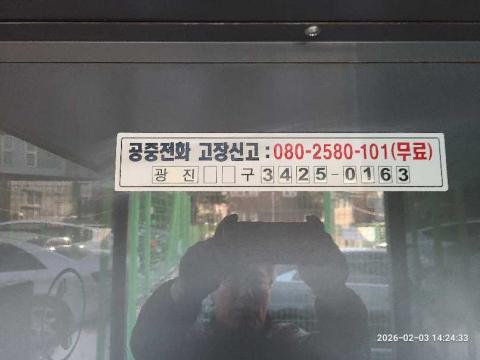 공중전화 고장신고 : 080-2580-101(무료)
광 진 구 3425-0163
2026-02-03 14:24:33